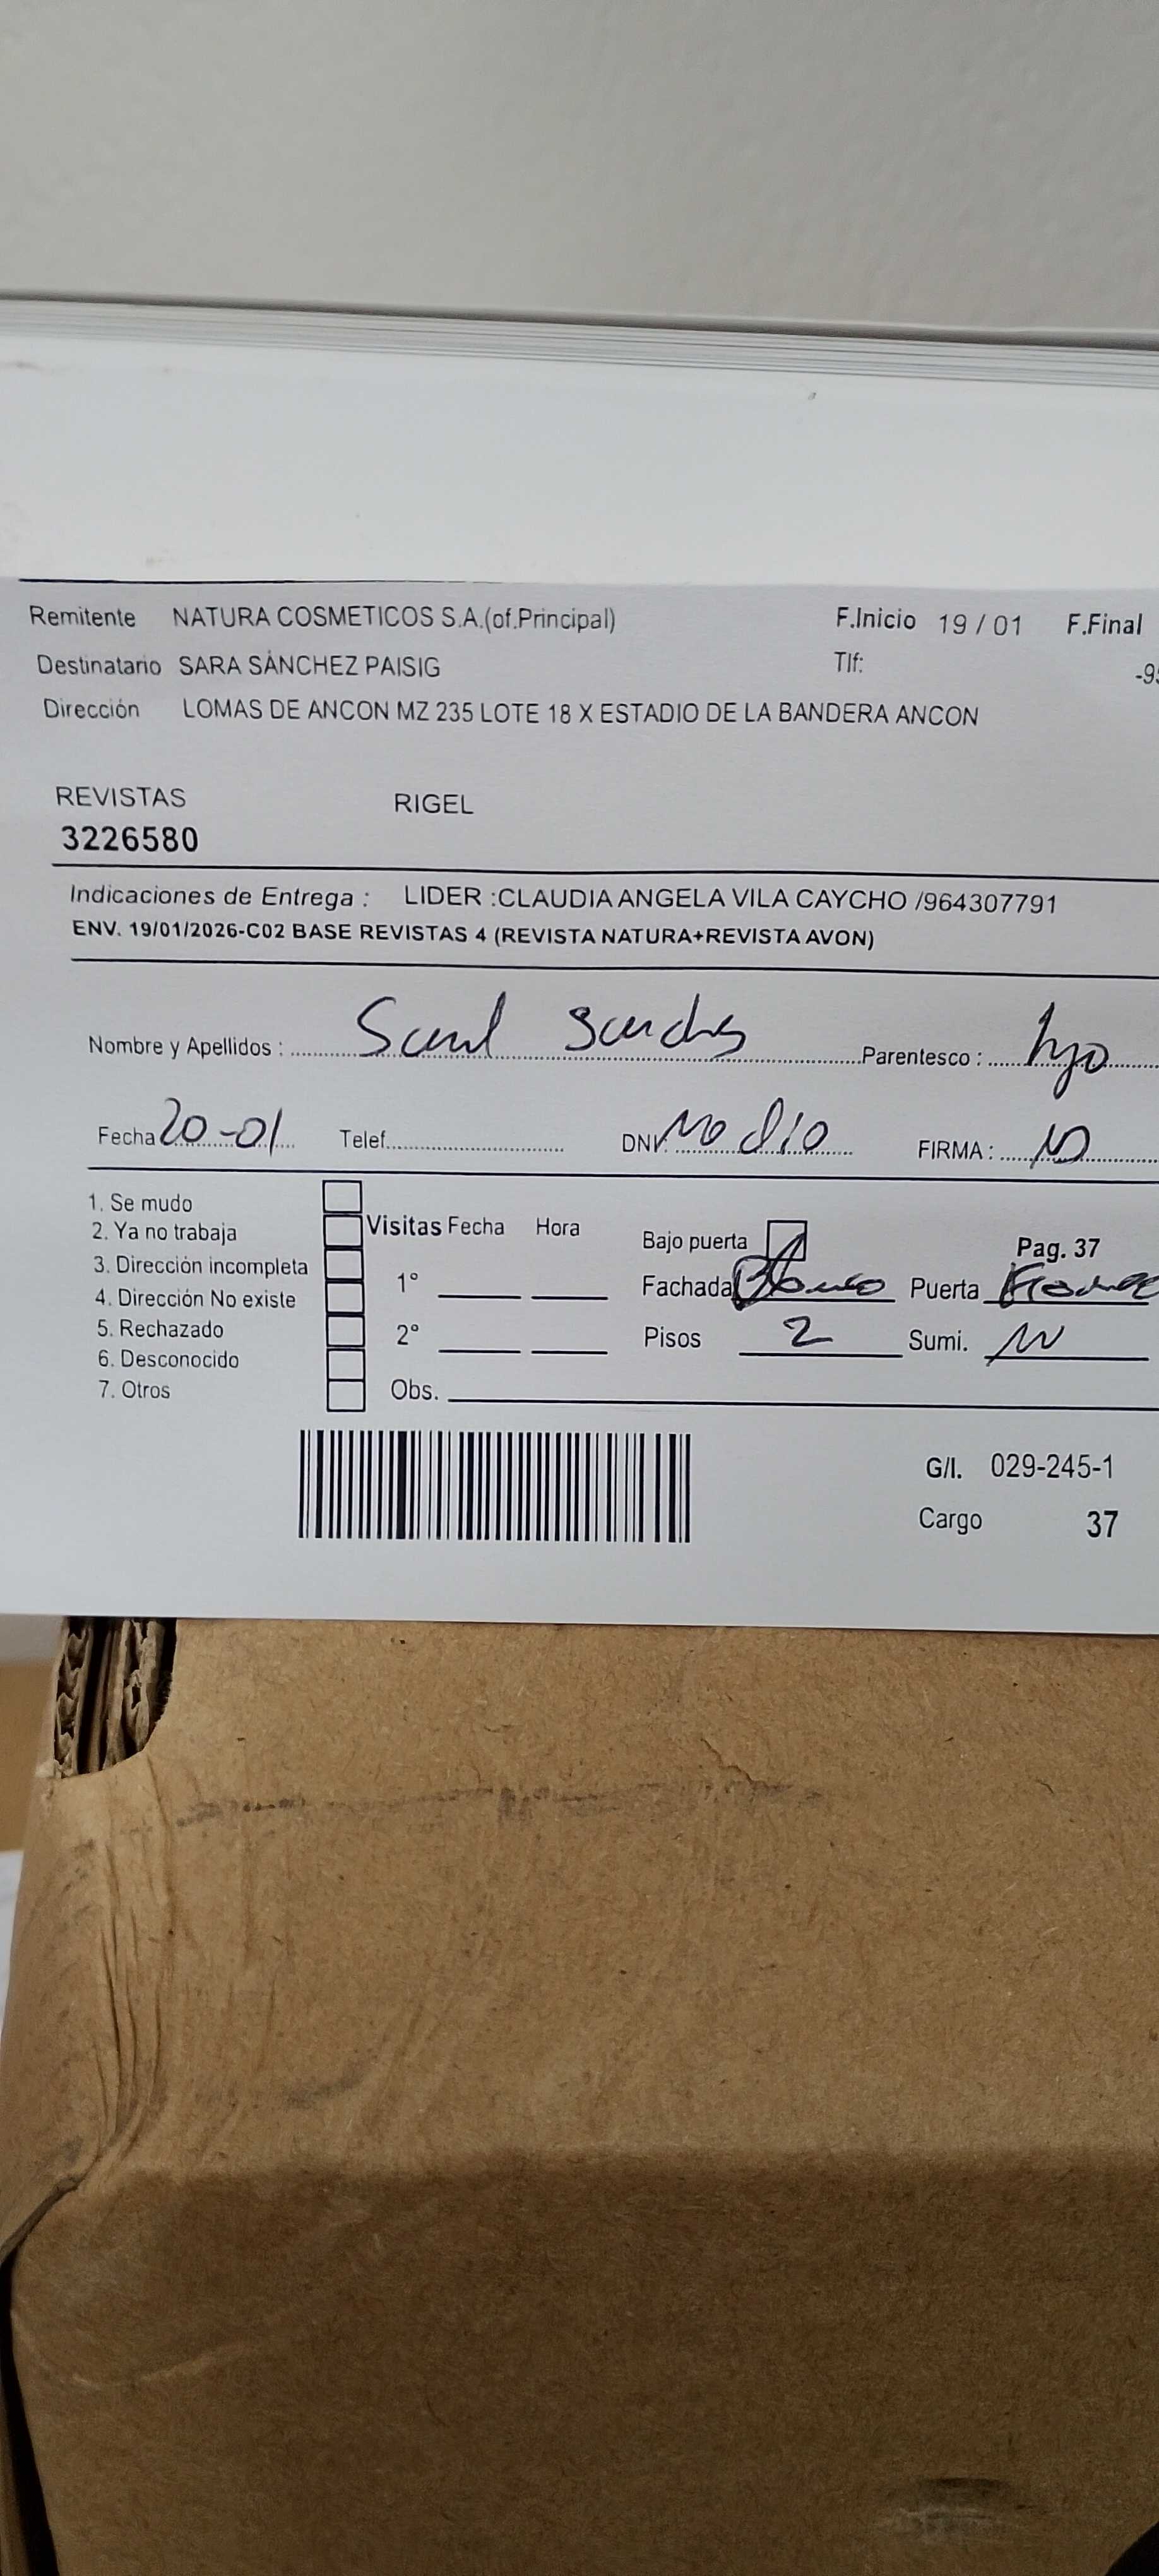 Remitente NATURA COSMETICOS S.A.(of.Principal) F.Inicio 19 / 01 F.Final
Destinatario SARA SÁNCHEZ PAISIG Tlf: -95
Dirección LOMAS DE ANCON MZ 235 LOTE 18 X ESTADIO DE LA BANDERA ANCON
REVISTAS RIGEL
3226580
Indicaciones de Entrega : LIDER :CLAUDIA ANGELA VILA CAYCHO /964307791
ENV. 19/01/2026-C02 BASE REVISTAS 4 (REVISTA NATURA+REVISTA AVON)
Nombre y Apellidos : Parentesco : hijo
Fecha 20-01 Telef. DNI No dio FIRMA :
1. Se mudo
2. Ya no trabaja Visitas Fecha Hora Bajo puerta Pag. 37
3. Dirección incompleta 1° Fachada Blanco Puerta
4. Dirección No existe
5. Rechazado 2° Pisos 2 Sumi.
6. Desconocido
7. Otros Obs.
G/I. 029-245-1
Cargo 37